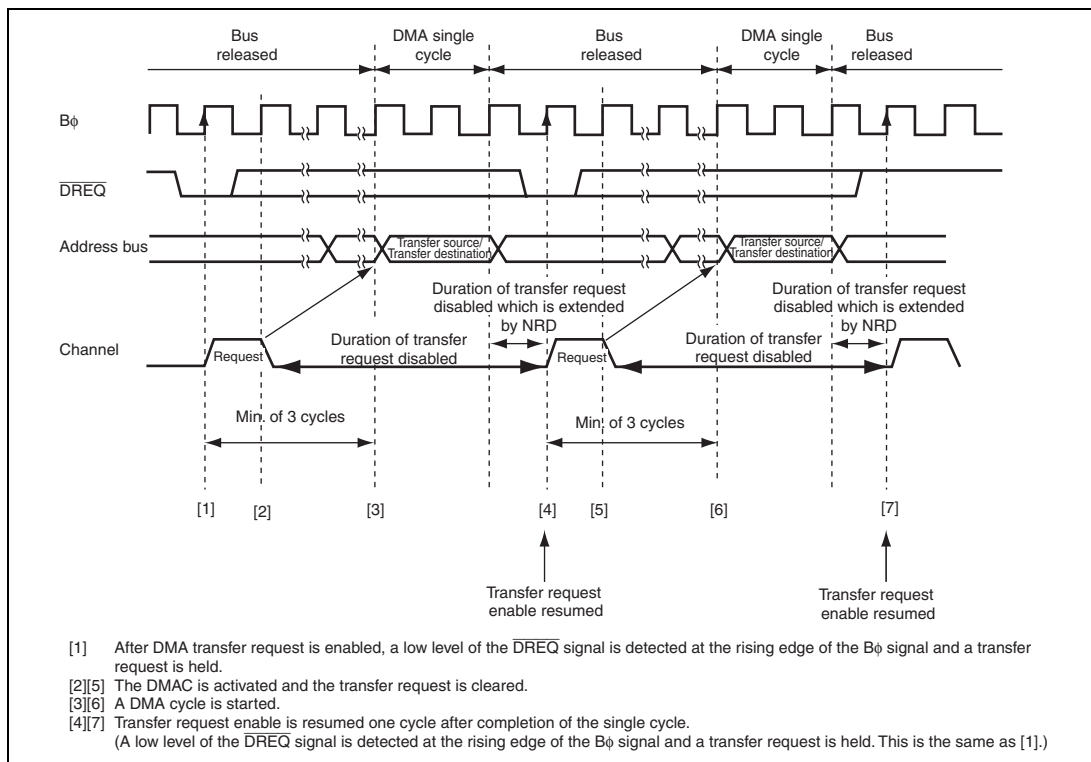 Bus released
DMA single cycle
Bus released
DMA single cycle
Bus released
Bϕ
DREQ
Address bus
Transfer source/
Transfer destination
Transfer source/
Transfer destination
Duration of transfer request
disabled which is extended
by NRD
Duration of transfer request
disabled which is extended
by NRD
Channel
Request
Duration of transfer
request disabled
Request
Duration of transfer
request disabled
Min. of 3 cycles
Min. of 3 cycles
[1]
[2]
[3]
[4]
[5]
[6]
[7]
Transfer request
enable resumed
Transfer request
enable resumed
[1] After DMA transfer request is enabled, a low level of the DREQ signal is detected at the rising edge of the Bϕ signal and a transfer
request is held.
[2][5] The DMAC is activated and the transfer request is cleared.
[3][6] A DMA cycle is started.
[4][7] Transfer request enable is resumed one cycle after completion of the single cycle.
(A low level of the DREQ signal is detected at the rising edge of the Bϕ signal and a transfer request is held. This is the same as [1].)